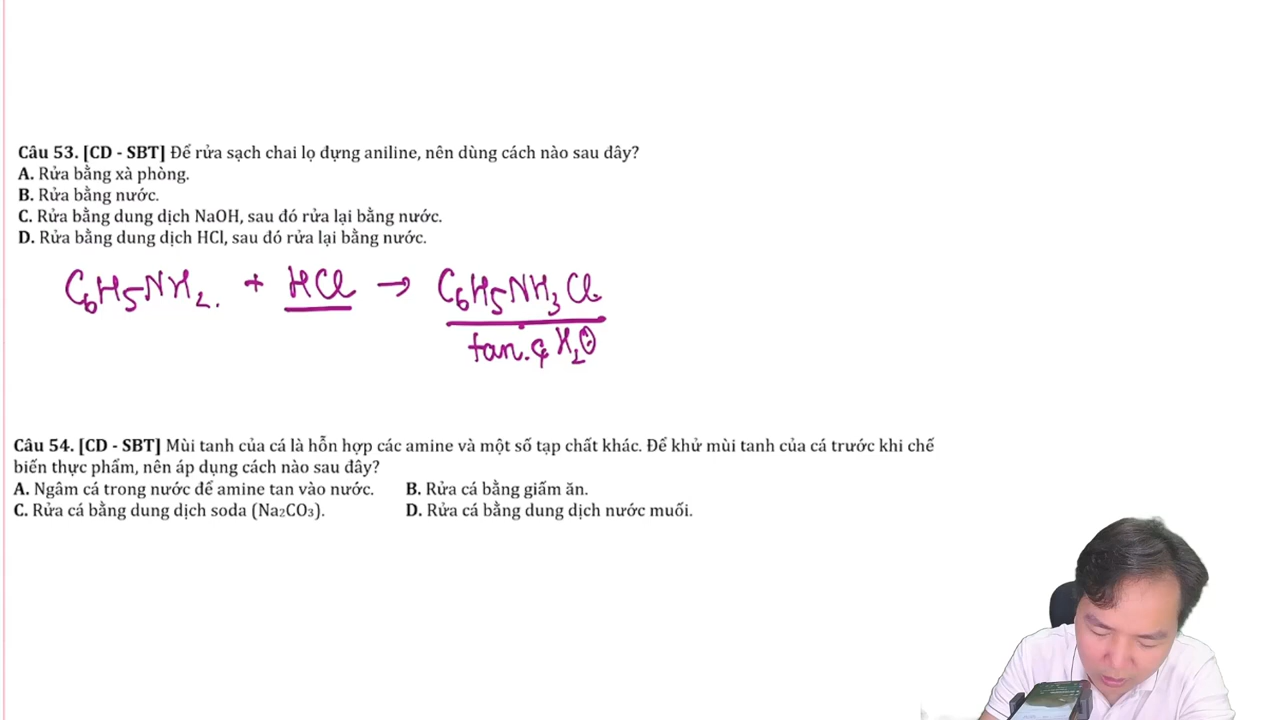 Câu 53. [CD - SBT] Để rửa sạch chai lọ đựng aniline, nên dùng cách nào sau đây?
A. Rửa bằng xà phòng.
B. Rửa bằng nước.
C. Rửa bằng dung dịch NaOH, sau đó rửa lại bằng nước.
D. Rửa bằng dung dịch HCl, sau đó rửa lại bằng nước.
C₆H₅NH₂. + HCl → C₆H₅NH₃Cl
tan. H₂O
Câu 54. [CD - SBT] Mùi tanh của cá là hỗn hợp các amine và một số tạp chất khác. Để khử mùi tanh của cá trước khi chế
biến thực phẩm, nên áp dụng cách nào sau đây?
A. Ngâm cá trong nước để amine tan vào nước. B. Rửa cá bằng giấm ăn.
C. Rửa cá bằng dung dịch soda (Na₂CO₃). D. Rửa cá bằng dung dịch nước muối.